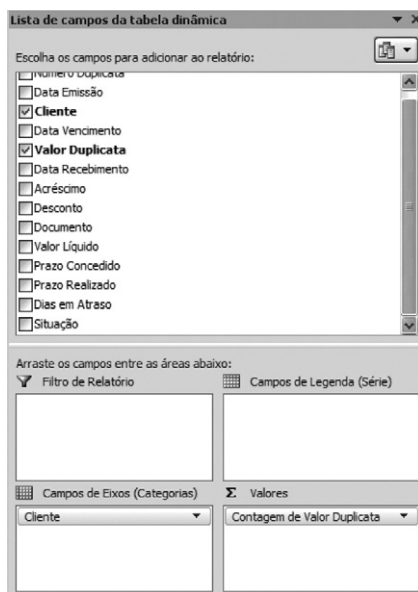 Lista de campos da tabela dinâmica
Escolha os campos para adicionar ao relatório:
Número Duplicata
Data Emissão
Cliente
Data Vencimento
Valor Duplicata
Data Recebimento
Acréscimo
Desconto
Documento
Valor Líquido
Prazo Concedido
Prazo Realizado
Dias em Atraso
Situação
Arraste os campos entre as áreas abaixo:
Filtro de Relatório
Campos de Legenda (Série)
Campos de Eixos (Categorias)
Σ Valores
Cliente
Contagem de Valor Duplicata